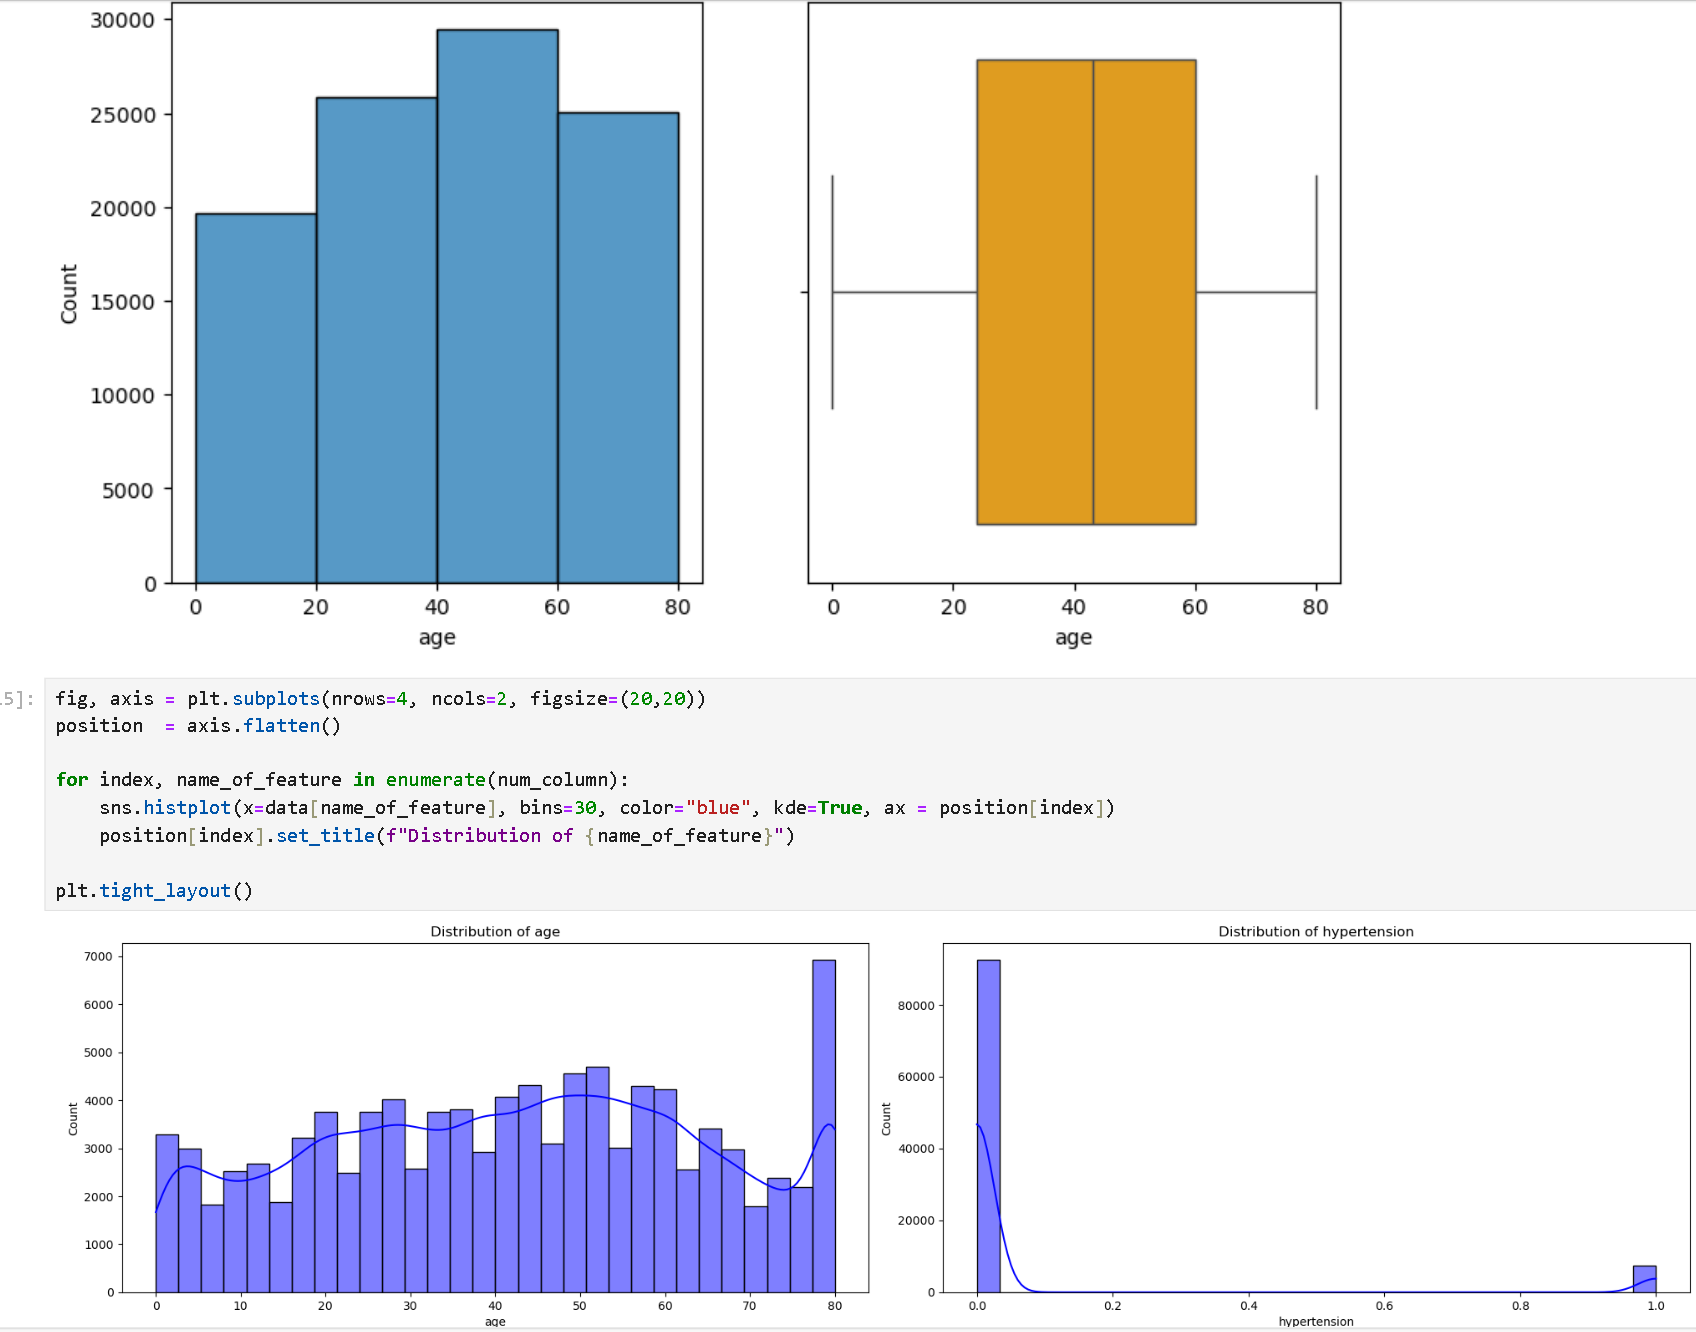 30000
25000
20000
15000
10000
5000
0
Count
0 20 40 60 80
age
0 20 40 60 80
age
5]:
fig, axis = plt.subplots(nrows=4, ncols=2, figsize=(20,20))
position  = axis.flatten()
for index, name_of_feature in enumerate(num_column):
    sns.histplot(x=data[name_of_feature], bins=30, color="blue", kde=True, ax = position[index])
    position[index].set_title(f"Distribution of {name_of_feature}")
plt.tight_layout()
Distribution of age
7000
6000
5000
4000
3000
2000
1000
0
Count
0 10 20 30 40 50 60 70 80
age
Distribution of hypertension
80000
60000
40000
20000
0
Count
0.0 0.2 0.4 0.6 0.8 1.0
hypertension